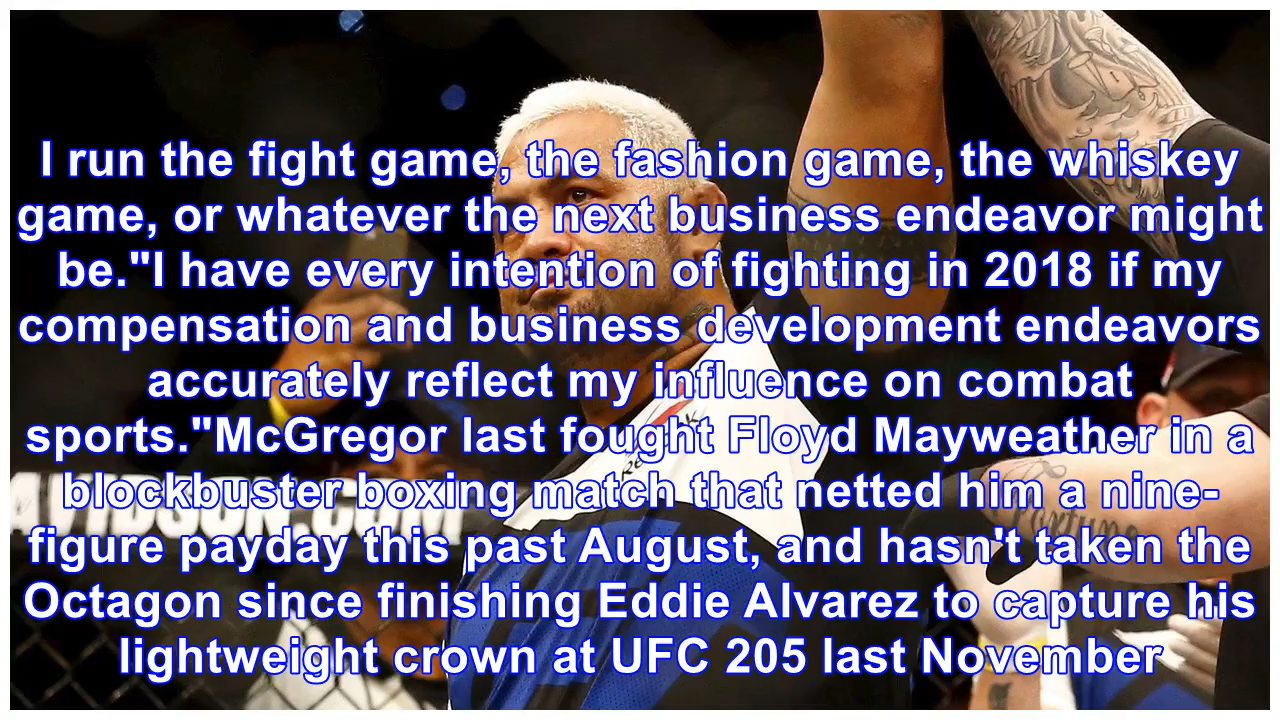 I run the fight game, the fashion game, the whiskey
game, or whatever the next business endeavor might
be."I have every intention of fighting in 2018 if my
compensation and business development endeavors
accurately reflect my influence on combat
sports."McGregor last fought Floyd Mayweather in a
blockbuster boxing match that netted him a nine-
figure payday this past August, and hasn't taken the
Octagon since finishing Eddie Alvarez to capture his
lightweight crown at UFC 205 last November
AVIDSON.COM